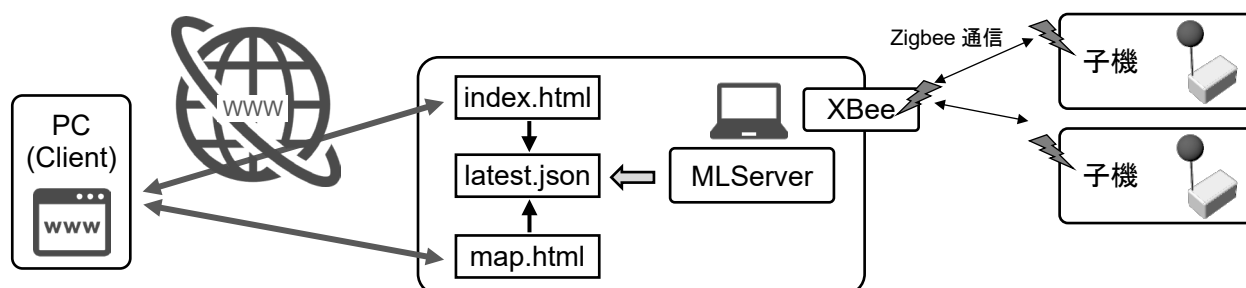 PC
(Client)
www
www
index.html
latest.json
map.html
MLServer
XBee
Zigbee 通信
子機
子機